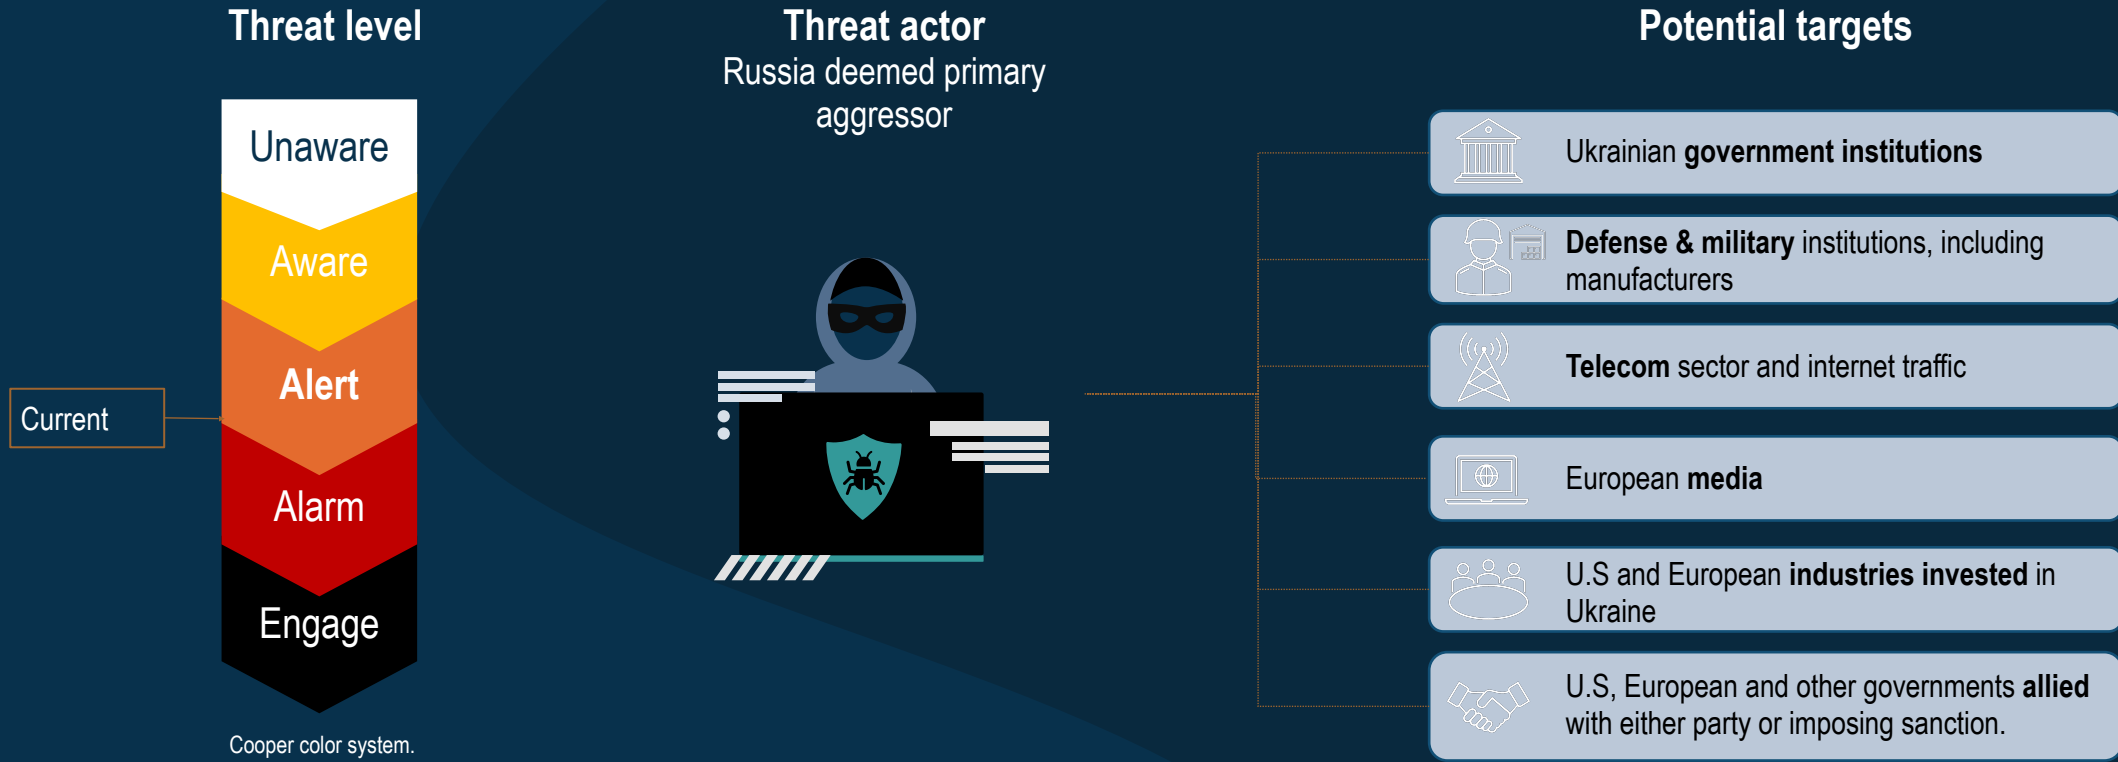 Threat level
Unaware
Aware
Alert
Alarm
Engage
Current
Cooper color system.
Threat actor
Russia deemed primary
aggressor
Potential targets
Ukrainian government institutions
Defense & military institutions, including
manufacturers
Telecom sector and internet traffic
European media
U.S and European industries invested in
Ukraine
U.S, European and other governments allied
with either party or imposing sanction.